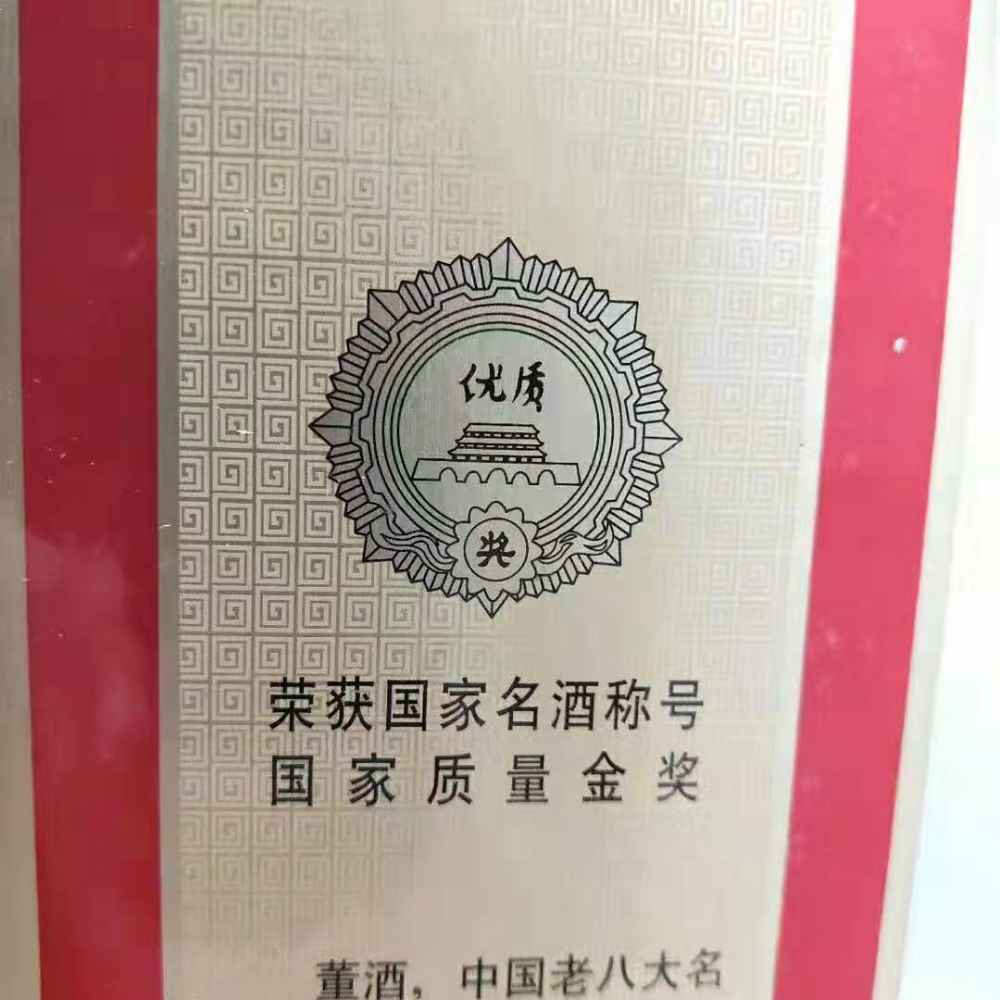 优质
奖
荣获国家名酒称号
国家质量金奖
董酒，中国老八大名